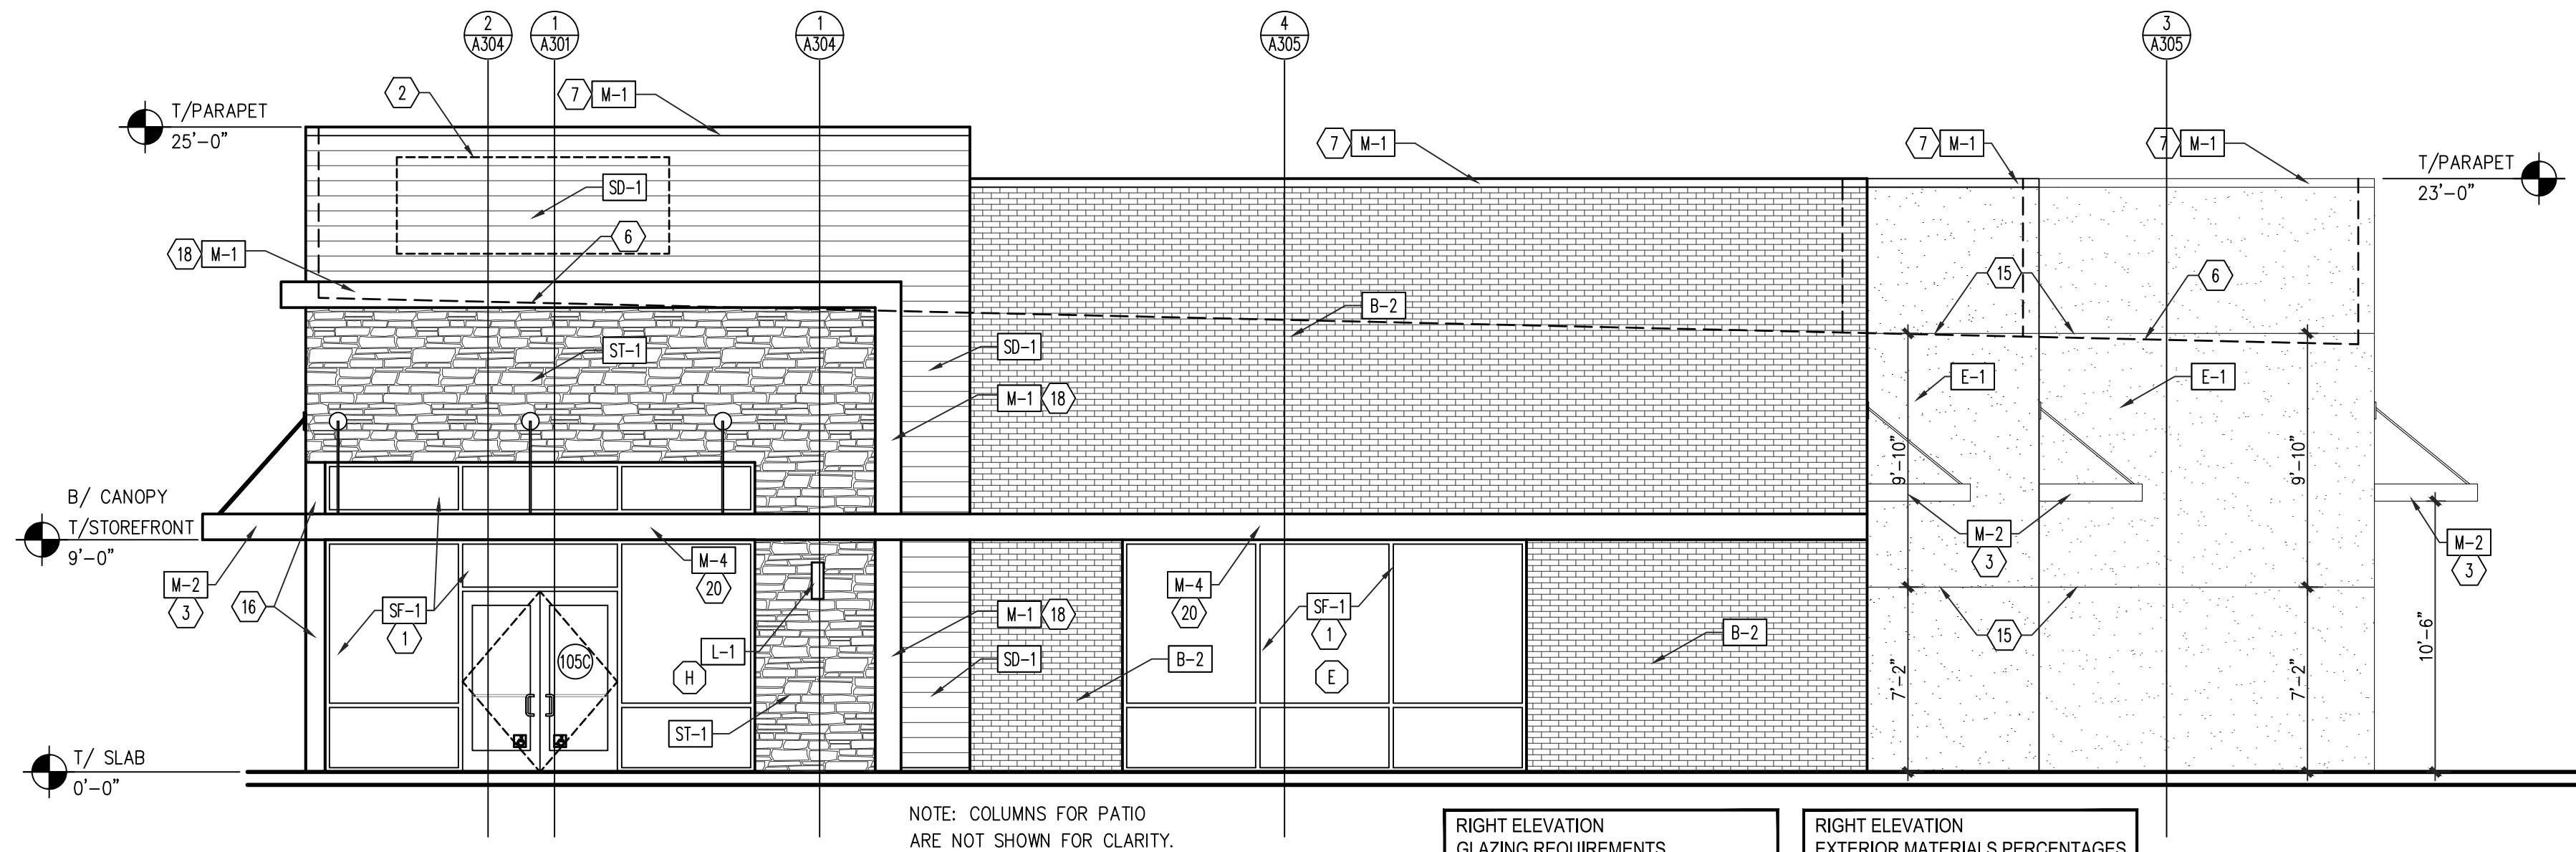 2
A304
1
A301
1
A304
4
A305
3
A305
T/PARAPET
25'-0"
2
7 M-1
7 M-1
7 M-1
7 M-1
T/PARAPET
23'-0"
SD-1
6
18 M-1
15
6
B-2
ST-1
SD-1
E-1
E-1
M-1 18
9'-10"
9'-10"
B/ CANOPY
T/STOREFRONT
9'-0"
M-2
3
M-2
3
M-2
3
16
SF-1
1
M-4
20
M-4
20
SF-1
1
M-1 18
15
10'-6"
105C
L-1
H
SD-1
B-2
E
B-2
7'-2"
7'-2"
ST-1
T/ SLAB
0'-0"
NOTE: COLUMNS FOR PATIO
ARE NOT SHOWN FOR CLARITY.
RIGHT ELEVATION
GLAZING REQUIREMENTS
RIGHT ELEVATION
EXTERIOR MATERIALS PERCENTAGES